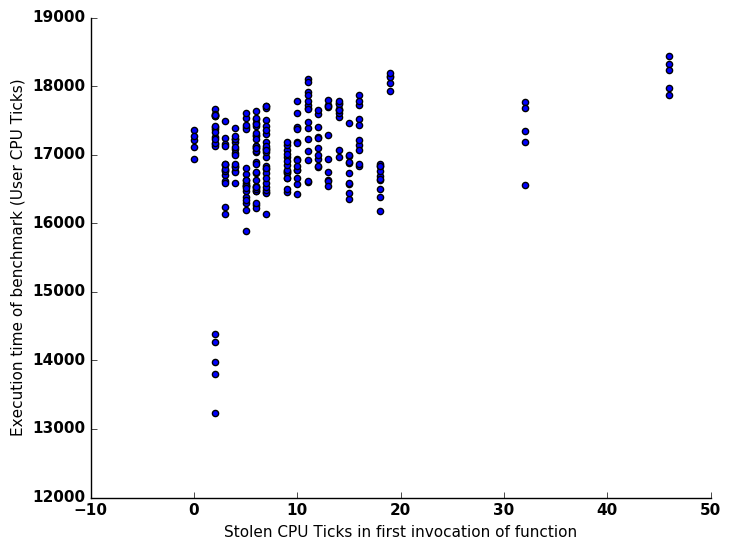 19000
18000
17000
16000
15000
14000
13000
12000
Execution time of benchmark (User CPU Ticks)
−10 0 10 20 30 40 50
Stolen CPU Ticks in first invocation of function